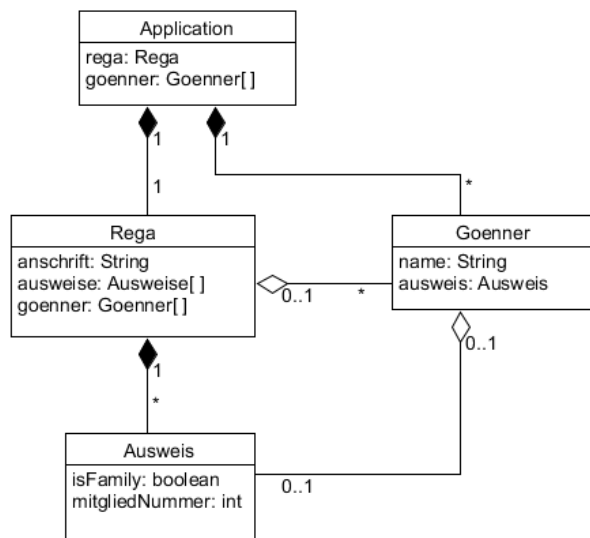 Application
rega: Rega
goenner: Goenner[ ]
1
1
1
*
Rega
anschrift: String
ausweise: Ausweise[ ]
goenner: Goenner[ ]
Goenner
name: String
ausweis: Ausweis
0..1
*
1
*
0..1
Ausweis
isFamily: boolean
mitgliedNummer: int
0..1